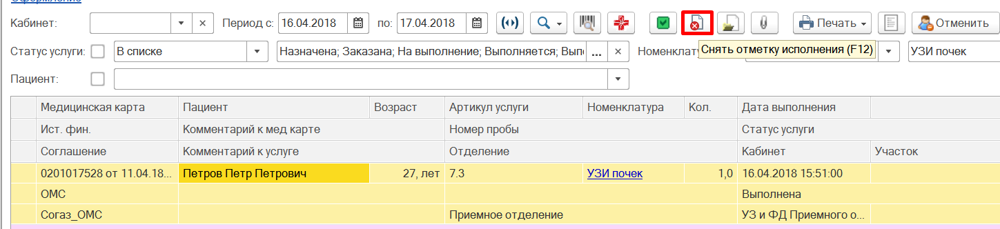 Оформление
Кабинет: Период с: 16.04.2018 по: 17.04.2018 Печать Отменить
Статус услуги: В списке Назначена; Заказана; На выполнение; Выполняется; Вып ... Номенклату УЗИ почек
Снять отметку исполнения (F12)
Пациент:
Медицинская карта Пациент Возраст Артикул услуги Номенклатура Кол. Дата выполнения
Ист. фин. Комментарий к мед карте Номер пробы Статус услуги
Соглашение Комментарий к услуге Отделение Кабинет Участок
0201017528 от 11.04.18... Петров Петр Петрович 27, лет 7.3 УЗИ почек 1,0 16.04.2018 15:51:00
ОМС Выполнена
Согаз_ОМС Приемное отделение УЗ и ФД Приемного о...